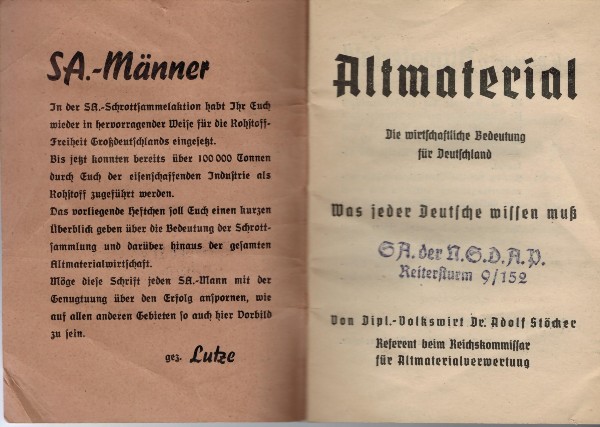 SA.-Männer
In der SA.-Schrottsammelaktion habt Ihr Euch
wieder in hervorragender Weise für die Rohstoff-
Freiheit Großdeutschlands eingesetzt.
Bis jetzt konnten bereits über 100 000 Tonnen
durch Euch der eisenschaffenden Industrie als
Rohstoff zugeführt werden.
Das vorliegende Heftchen soll Euch einen kurzen
Überblick geben über die Bedeutung der Schrott-
sammlung und darüber hinaus der gesamten
Altmaterialwirtschaft.
Möge diese Schrift jeden SA.-Mann mit der
Genugtuung über den Erfolg anspornen, wie
auf allen anderen Gebieten so auch hier Vorbild
zu sein.
gez. Lutze
Altmaterial
Die wirtschaftliche Bedeutung
für Deutschland
Was jeder Deutsche wissen muß
SA. der N.S.D.A.P.
Reitersturm 9/152
Von Dipl.-Volkswirt Dr. Adolf Stöcker
Referent beim Reichskommissar
für Altmaterialverwertung